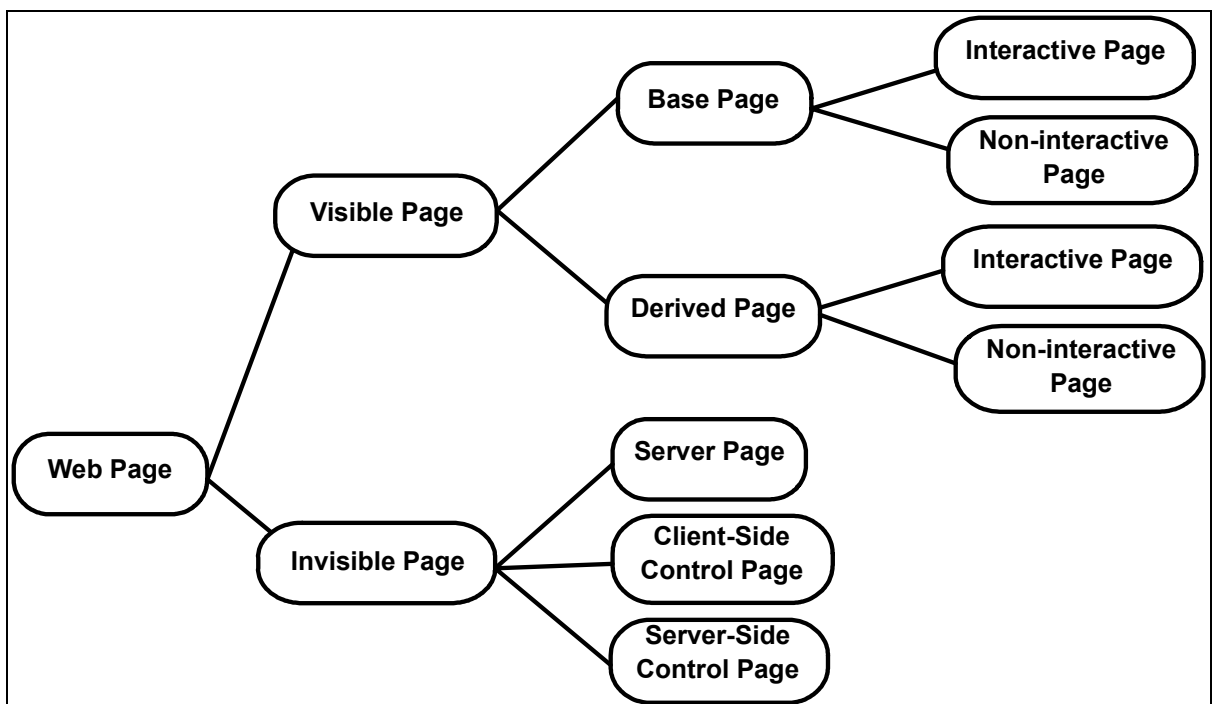 Interactive Page
Base Page
Non-interactive
Page
Visible Page
Interactive Page
Derived Page
Non-interactive
Page
Web Page
Server Page
Client-Side
Control Page
Invisible Page
Server-Side
Control Page